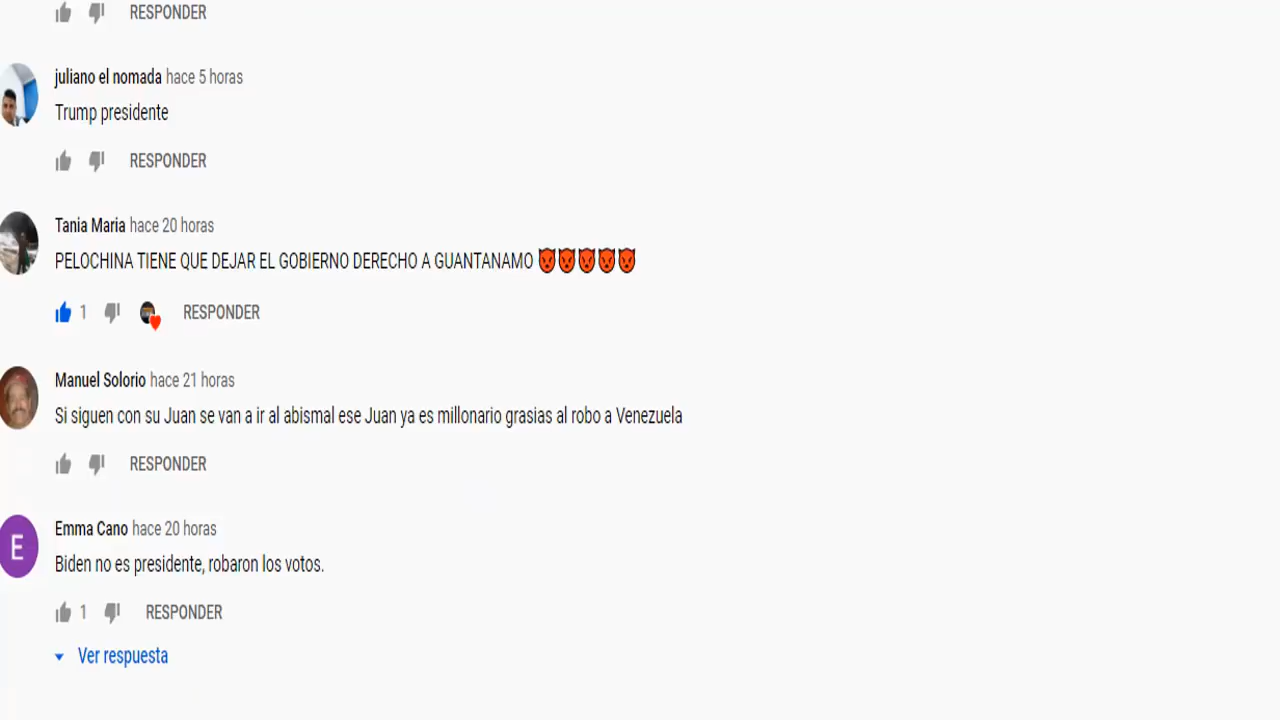 RESPONDER
juliano el nomada hace 5 horas
Trump presidente
RESPONDER
Tania Maria hace 20 horas
PELOCHINA TIENE QUE DEJAR EL GOBIERNO DERECHO A GUANTANAMO 👿👿👿👿👿
1 RESPONDER
Manuel Solorio hace 21 horas
Si siguen con su Juan se van a ir al abismal ese Juan ya es millonario grasias al robo a Venezuela
RESPONDER
E
Emma Cano hace 20 horas
Biden no es presidente, robaron los votos.
1 RESPONDER
Ver respuesta